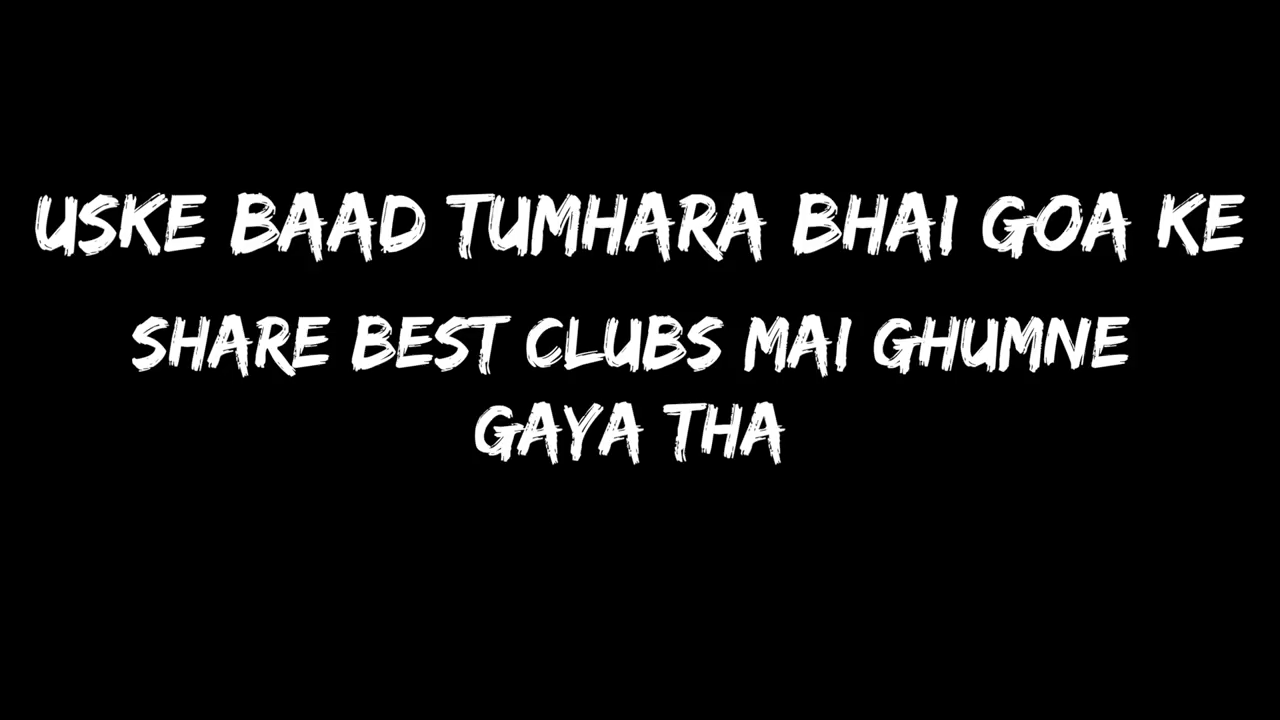 USKE BAAD TUMHARA BHAI GOA KE
SHARE BEST CLUBS MAI GHUMNE
GAYA THA